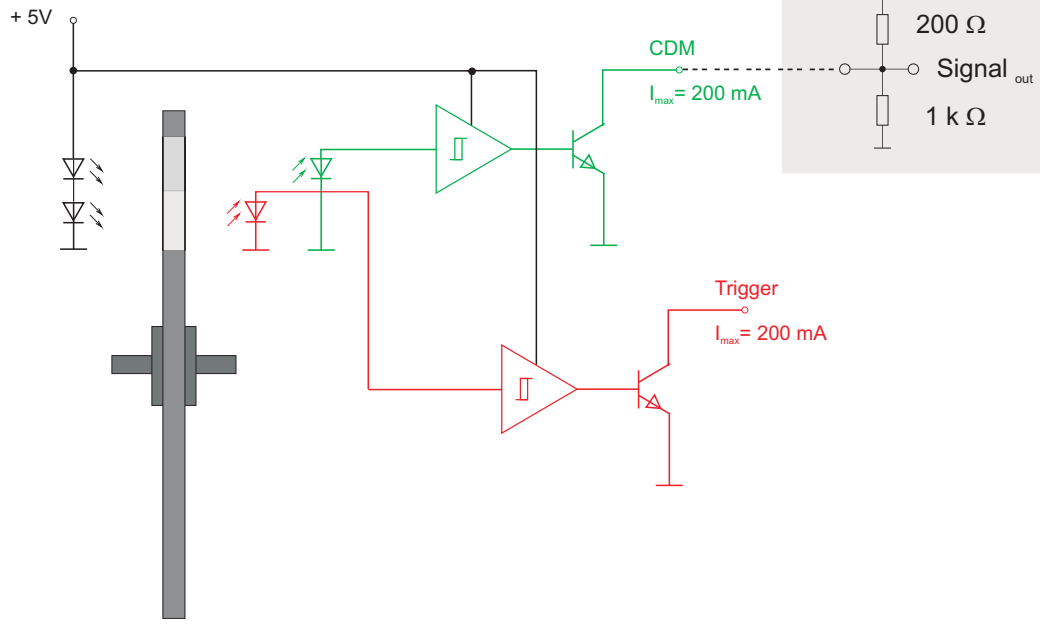 + 5V
200 Ω
CDM
Signal out
Imax= 200 mA
1 k Ω
Trigger
Imax= 200 mA